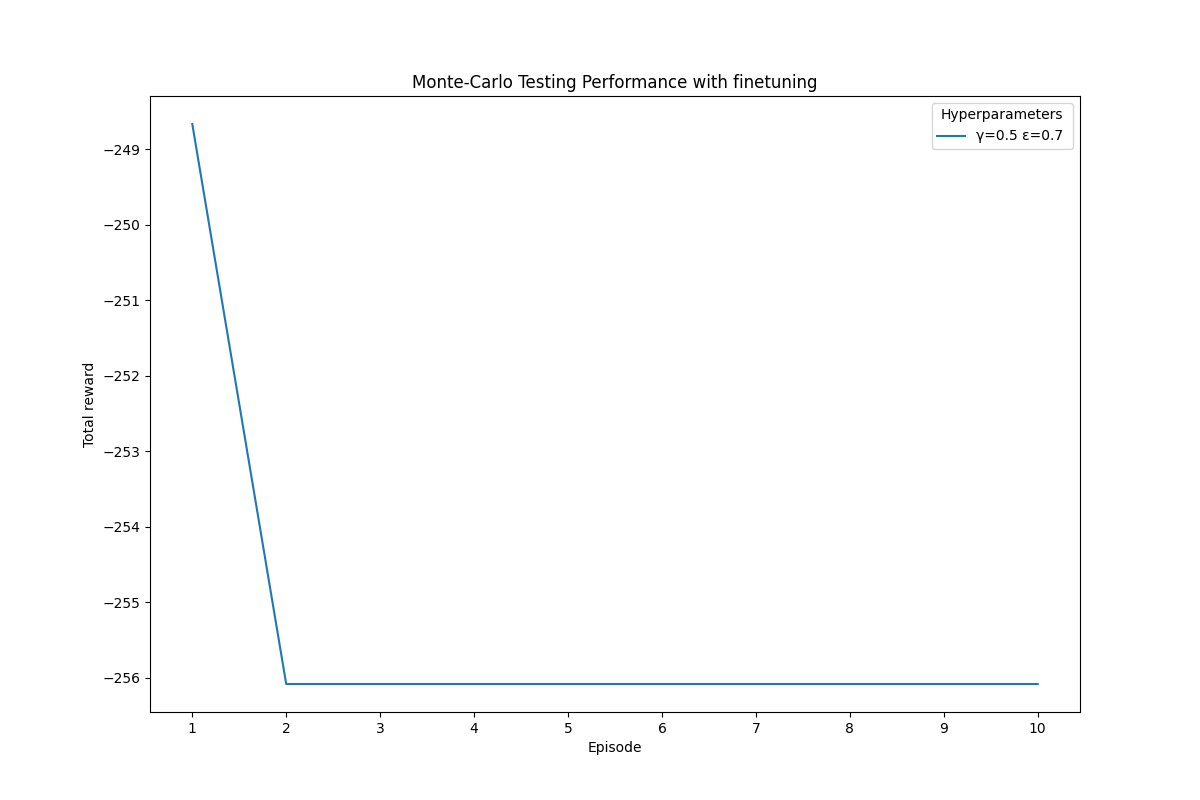 Monte-Carlo Testing Performance with finetuning
Hyperparameters
γ=0.5 ε=0.7
Total reward
−249
−250
−251
−252
−253
−254
−255
−256
1 2 3 4 5 6 7 8 9 10
Episode